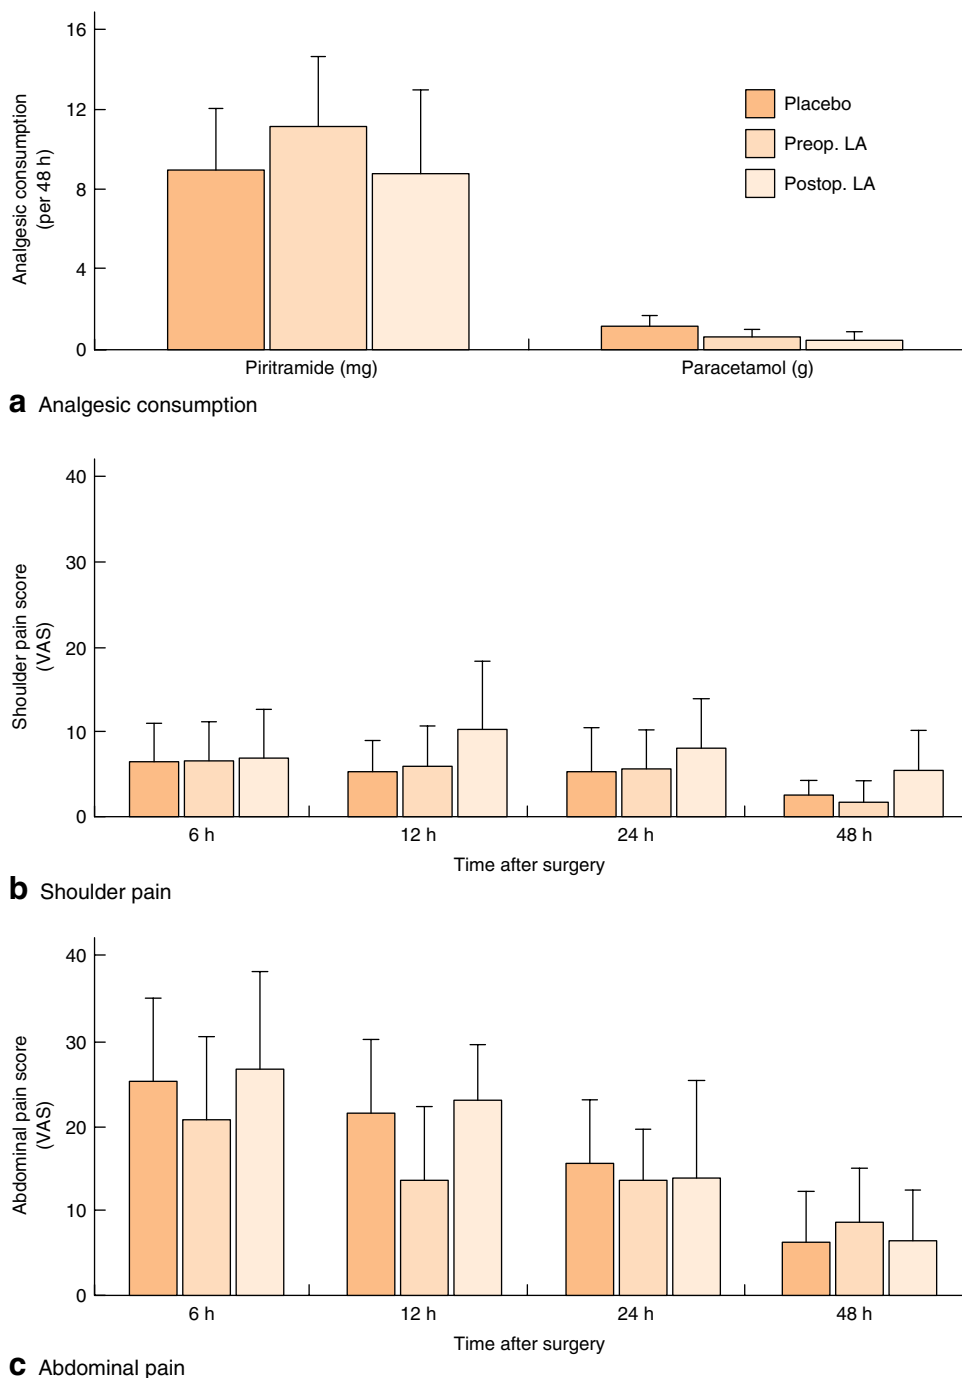 16
12
8
4
0
Analgesic consumption
(per 48 h)
Placebo
Preop. LA
Postop. LA
Piritramide (mg)
Paracetamol (g)
a Analgesic consumption
40
30
20
10
0
Shoulder pain score
(VAS)
6 h
12 h
24 h
48 h
Time after surgery
b Shoulder pain
40
30
20
10
0
Abdominal pain score
(VAS)
6 h
12 h
24 h
48 h
Time after surgery
c Abdominal pain